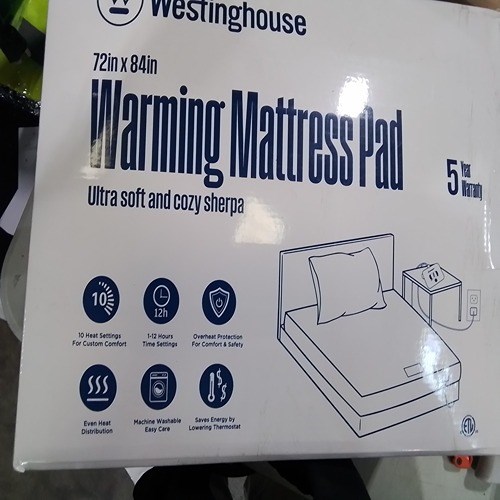 W
Westinghouse
72in x 84in
Warming Mattress Pad
Ultra soft and cozy sherpa
5 Year
Warranty
10
12h
10 Heat Settings
For Custom Comfort
1-12 Hours
Time Settings
Overheat Protection
For Comfort & Safety
$
$
Even Heat
Distribution
Machine Washable
Easy Care
Saves Energy by
Lowering Thermostat
ETL